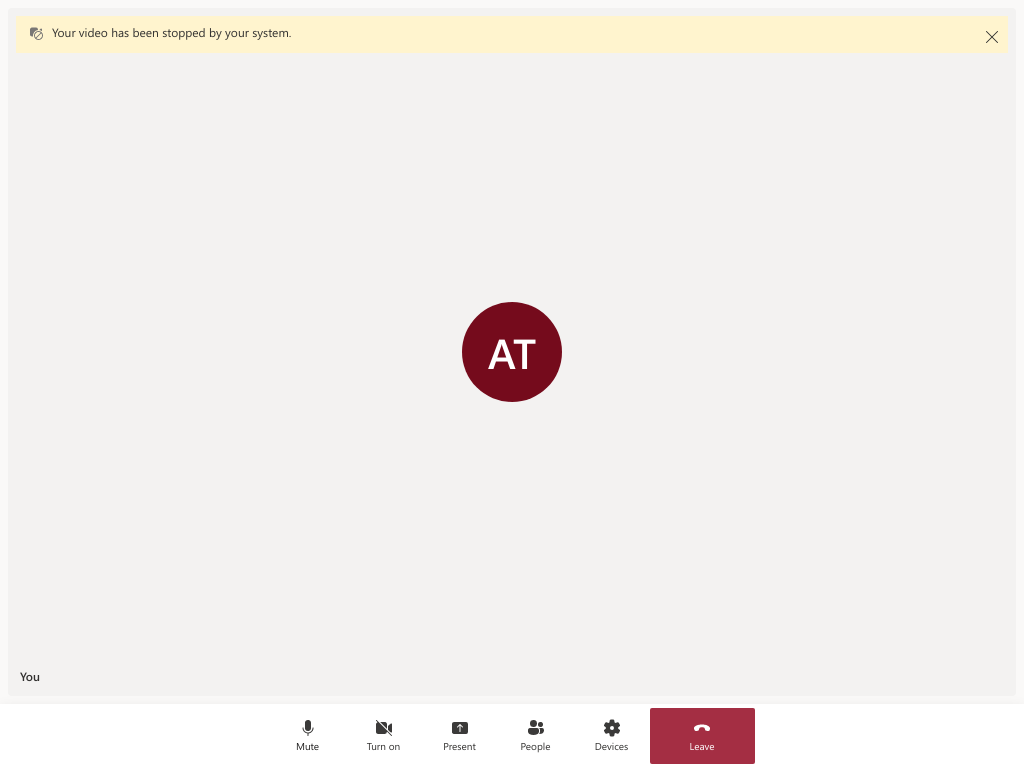 Your video has been stopped by your system.
AT
You
Mute
Turn on
Present
People
Devices
Leave